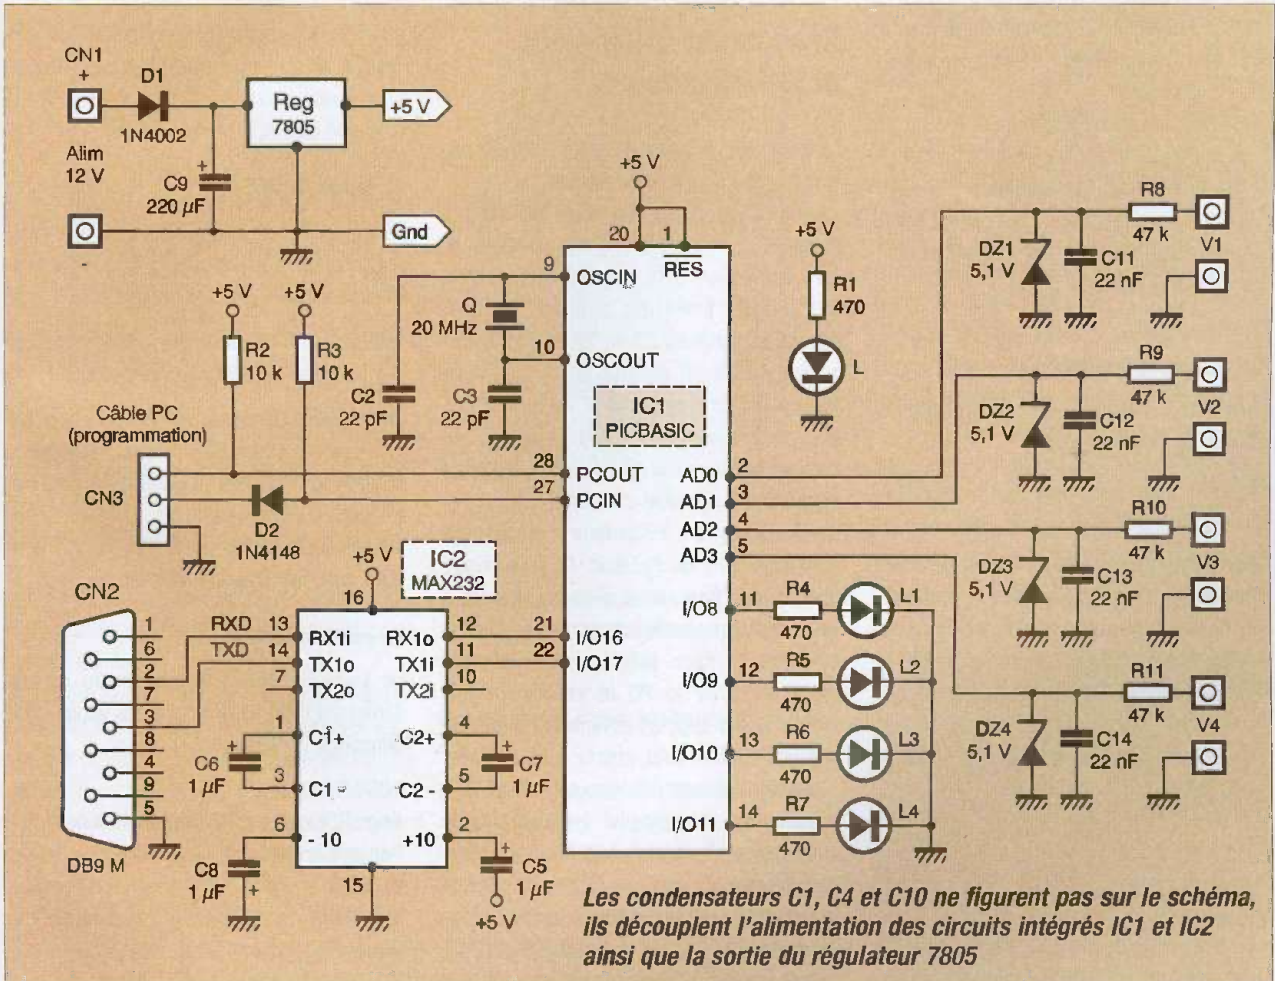 CN1
+
D1
1N4002
Reg
7805
+5 V
Alim
12 V
+
C9
220 µF
Gnd
-
+5 V
20
1
RES
+5 V
R1
470
L
R8
47 k
V1
DZ1
5,1 V
C11
22 nF
9
OSCIN
Q
20 MHz
10
OSCOUT
C2
22 pF
C3
22 pF
+5 V
+5 V
R2
10 k
R3
10 k
IC1
PICBASIC
R9
47 k
V2
DZ2
5,1 V
C12
22 nF
Câble PC
(programmation)
CN3
28
PCOUT
27
PCIN
D2
1N4148
AD0
2
AD1
3
AD2
4
AD3
5
R10
47 k
V3
DZ3
5,1 V
C13
22 nF
+5 V
IC2
MAX232
CN2
1
6
2
7
3
8
4
9
5
DB9 M
RXD
13
TXD
14
7
16
RX1i
RX1o
12
21
I/O16
TX1o
TX1i
11
22
I/O17
TX2o
TX2i
10
1
C1+
C2+
4
+
C6
1 µF
+
C7
1 µF
3
C1 -
C2 -
5
6
- 10
+10
2
C8
1 µF
+
15
+
C5
1 µF
+5 V
I/O8
11
R4
470
L1
I/O9
12
R5
470
L2
I/O10
13
R6
470
L3
I/O11
14
R7
470
L4
R11
47 k
V4
DZ4
5,1 V
C14
22 nF
Les condensateurs C1, C4 et C10 ne figurent pas sur le schéma,
ils découplent l'alimentation des circuits intégrés IC1 et IC2
ainsi que la sortie du régulateur 7805